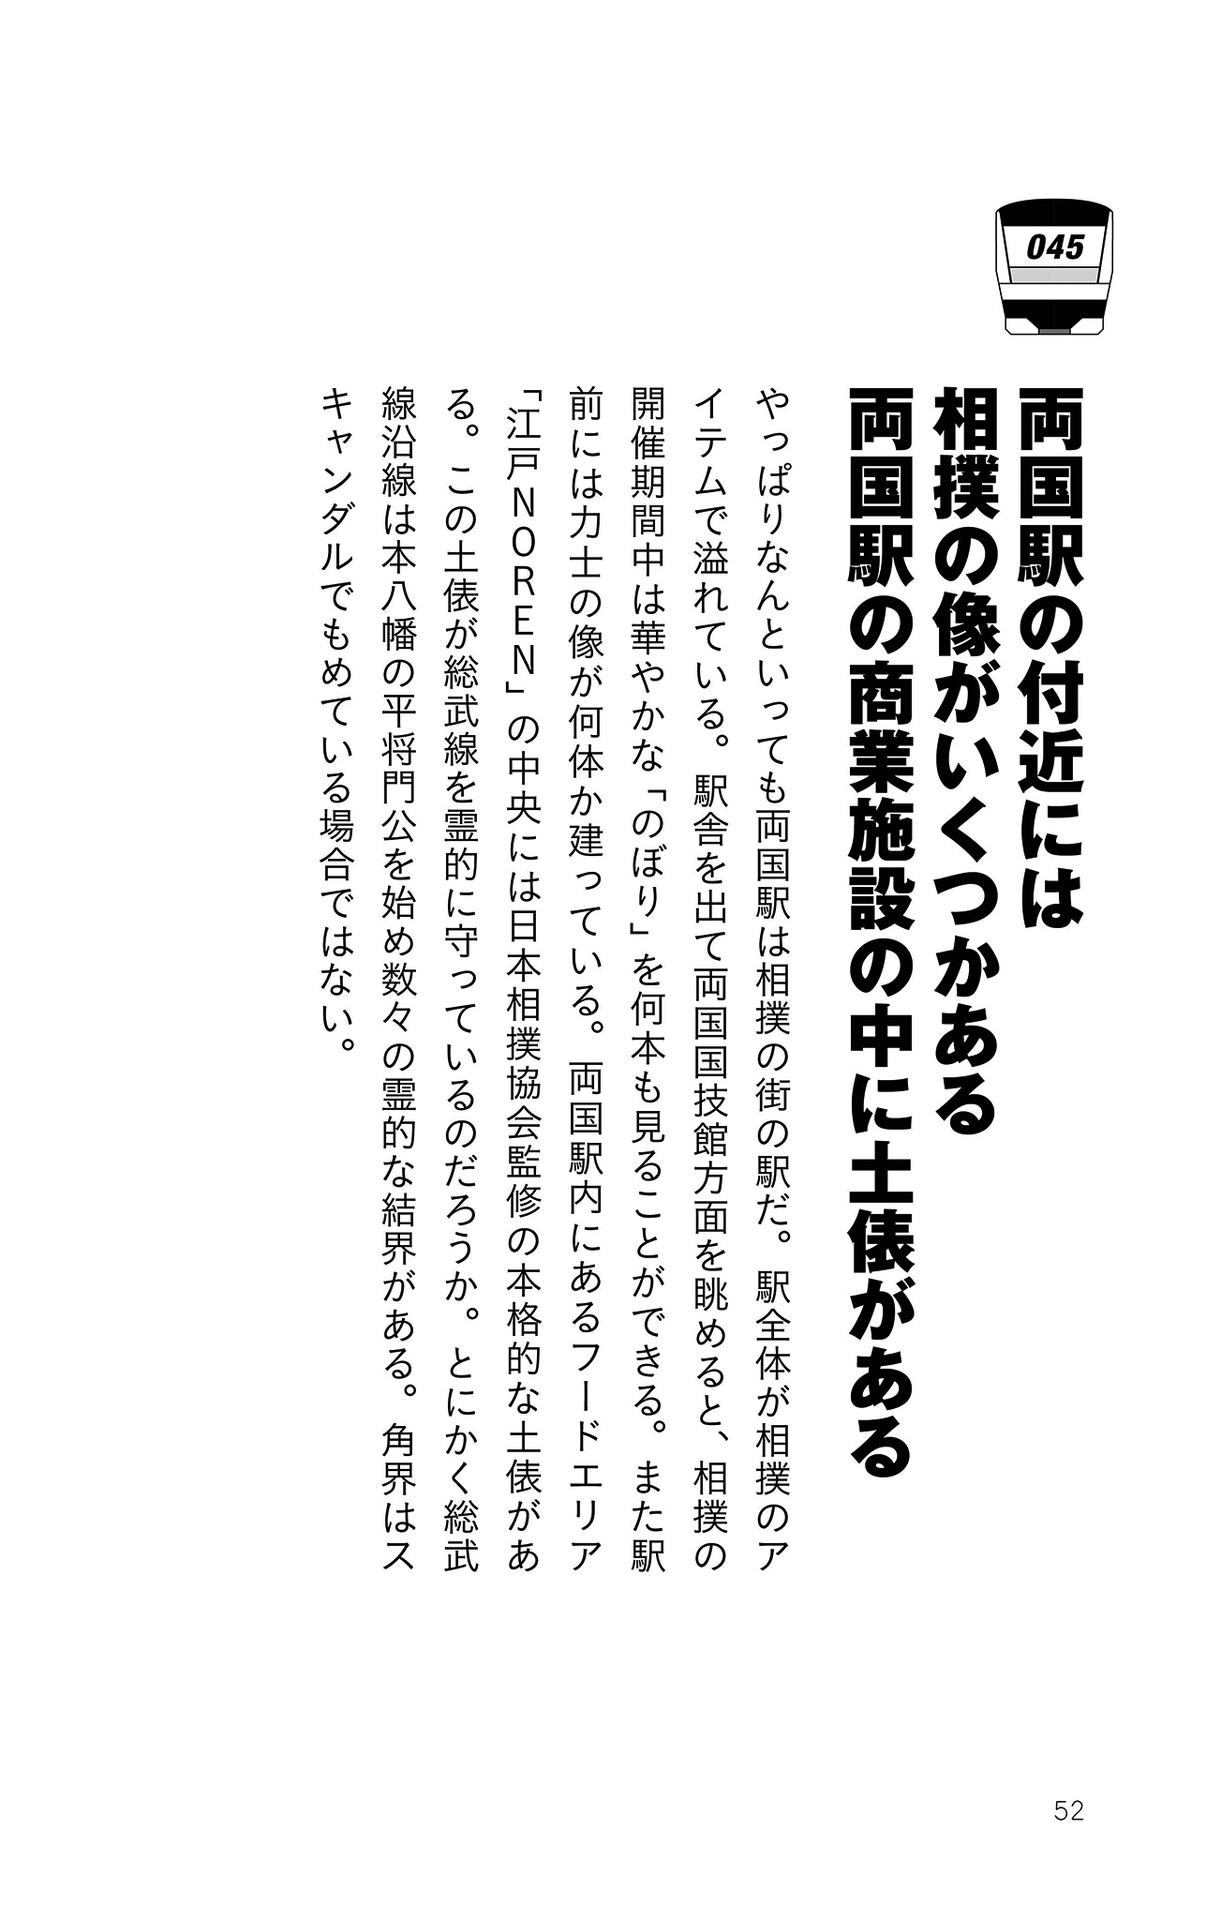 045
両国駅の付近には
相撲の像がいくつかある
両国駅の商業施設の中に土俵がある
やっぱりなんといっても両国駅は相撲の街の駅だ。駅全体が相撲のア
イテムで溢れている。駅舎を出て両国国技館方面を眺めると、相撲の
開催期間中は華やかな「のぼり」を何本も見ることができる。また駅
前には力士の像が何体か建っている。両国駅内にあるフードエリア
「江戸NOREN」の中央には日本相撲協会監修の本格的な土俵があ
る。この土俵が総武線を霊的に守っているのだろうか。とにかく総武
線沿線は本八幡の平将門公を始め数々の霊的な結界がある。角界はス
キャンダルでもめている場合ではない。
52